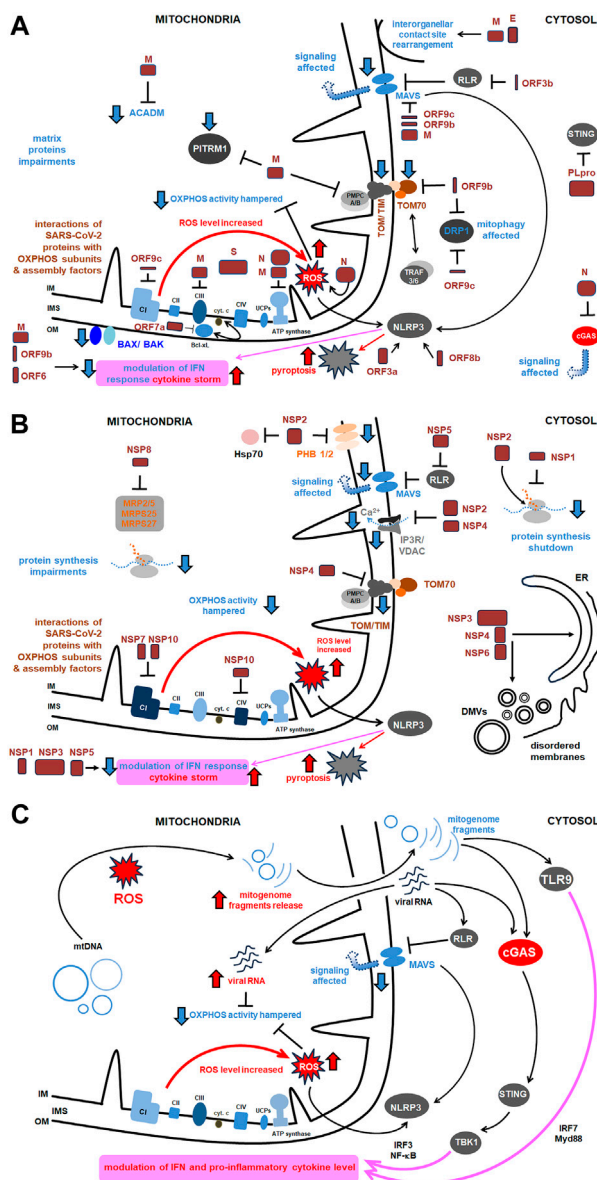 A
MITOCHONDRIA
CYTOSOL
interorganellar
contact site
rearrangement
M
E
signaling
affected
MAVS
RLR
ORF3b
ORF9c
ORF9b
M
M
ACADM
matrix
proteins
impairments
PITRM1
M
STING
PLpro
PMPC
A/B
TOM/TIM
TOM70
ORF9b
DRP1
mitophagy
affected
TRAF
3/6
ORF9c
OXPHOS activity hampered
interactions of
SARS-CoV-2
proteins with
OXPHOS subunits
& assembly factors
ROS level increased
ORF9c
M
S
N
M
ROS
N
N
cGAS
signaling
affected
IM
IMS
OM
CI
CII
CIII
cyt. c
CIV
UCPs
ATP synthase
ORF7a
Bcl-xL
BAX/ BAK
NLRP3
M
ORF9b
ORF6
modulation of IFN
response cytokine storm
pyroptosis
ORF3a
ORF8b
B
MITOCHONDRIA
CYTOSOL
NSP2
Hsp70
PHB 1/2
NSP5
RLR
signaling
affected
MAVS
NSP2
NSP1
protein synthesis
shutdown
NSP8
MRP2/5
MRPS25
MRPS27
protein synthesis
impairments
Ca2+
IP3R/
VDAC
NSP2
NSP4
NSP4
PMPC
A/B
TOM70
TOM/TIM
OXPHOS activity
hampered
interactions of
SARS-CoV-2
proteins with
OXPHOS subunits
& assembly factors
NSP7
NSP10
NSP10
ROS level
increased
ROS
ER
NSP3
NSP4
NSP6
DMVs
disordered
membranes
IM
IMS
OM
CI
CII
CIII
cyt. c
CIV
UCPs
ATP synthase
NLRP3
NSP1
NSP3
NSP5
modulation of IFN response
cytokine storm
pyroptosis
C
MITOCHONDRIA
CYTOSOL
mitogenome
fragments
ROS
ROS
mitogenome
fragments release
mtDNA
viral RNA
TLR9
RLR
cGAS
viral RNA
signaling
affected
MAVS
OXPHOS activity hampered
ROS level increased
ROS
IM
IMS
OM
CI
CII
CIII
cyt. c
CIV
UCPs
ATP synthase
NLRP3
STING
TBK1
IRF3
NF-κB
IRF7
Myd88
modulation of IFN and pro-inflammatory cytokine level